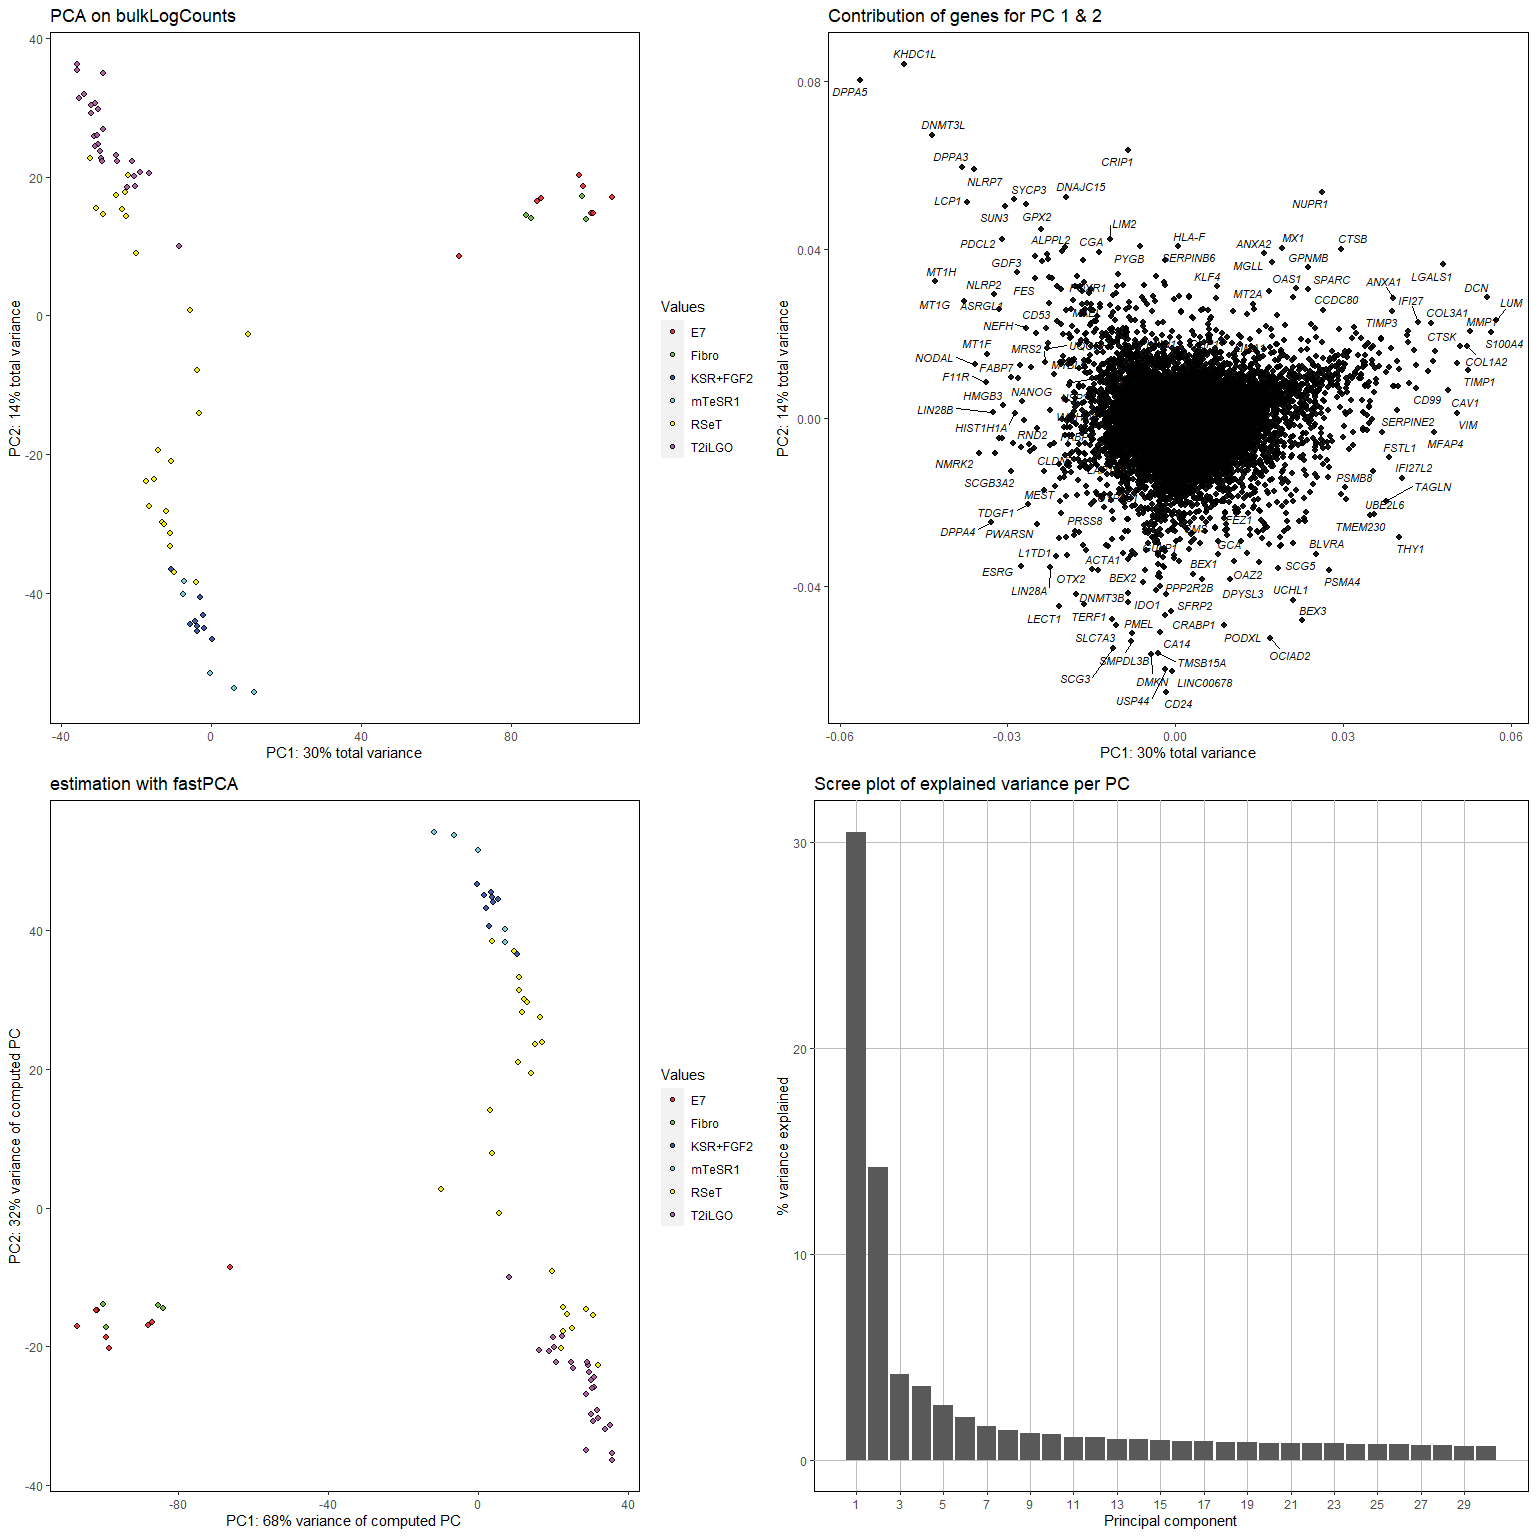 PCA on bulkLogCounts
40
20
0
-20
-40
-40
0
40
80
PC2: 14% total variance
PC1: 30% total variance
Values
E7
Fibro
KSR+FGF2
mTeSR1
RSeT
T2iLGO
Contribution of genes for PC 1 & 2
0.08
0.04
0.00
-0.04
-0.06
-0.03
0.00
0.03
0.06
PC2: 14% total variance
PC1: 30% total variance
KHDC1L
DPPA5
DNMT3L
DPPA3
CRIP1
NLRP7
SYCP3
DNAJC15
LCP1
NUPR1
SUN3
GPX2
LIM2
PDCL2
ALPPL2
CGA
HLA-F
ANXA2
MX1
CTSB
GDF3
PYGB
SERPINB6
MGLL
GPNMB
MT1H
NLRP2
FES
KLF4
OAS1
SPARC
ANXA1
LGALS1
DCN
MT1G
ASRGL1
MT2A
CCDC80
IFI27
LUM
NEFH
CD53
TIMP3
COL3A1
MMP1
MT1F
MRS2
CTSK
S100A4
NODAL
COL1A2
F11R
FABP7
TIMP1
HMGB3
NANOG
CD99
CAV1
LIN28B
SERPINE2
VIM
HIST1H1A
RND2
MFAP4
FSTL1
NMRK2
CLDN
IFI27L2
SCGB3A2
PSMB8
TAGLN
MEST
UBE2L6
TDGF1
PRSS8
FEZ1
TMEM230
DPPA4
PWARSN
GCA
BLVRA
THY1
L1TD1
ACTA1
ESRG
OTX2
BEX2
BEX1
OAZ2
SCG5
PSMA4
LIN28A
DNMT3B
PPP2R2B
DPYSL3
UCHL1
LECT1
TERF1
IDO1
SFRP2
BEX3
PMEL
CRABP1
PODXL
SLC7A3
CA14
OCIAD2
SMPDL3B
TMSB15A
SCG3
DMKN
LINC00678
USP44
CD24
estimation with fastPCA
40
20
0
-20
-40
-80
-40
0
40
PC2: 32% variance of computed PC
PC1: 68% variance of computed PC
Values
E7
Fibro
KSR+FGF2
mTeSR1
RSeT
T2iLGO
Scree plot of explained variance per PC
30
20
10
0
1 3 5 7 9 11 13 15 17 19 21 23 25 27 29
% variance explained
Principal component